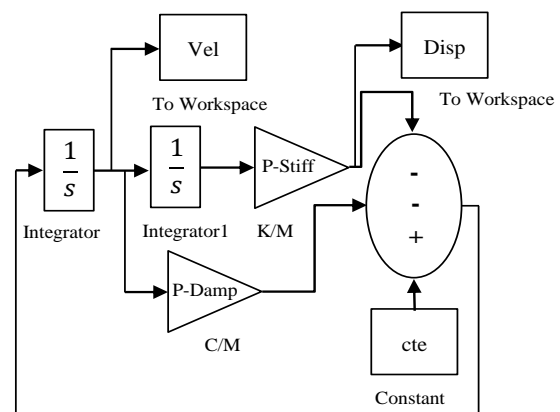 Vel
Disp
To Workspace
To Workspace
1
s
1
s
P-Stiff
-
-
+
Integrator
Integrator1
K/M
P-Damp
C/M
cte
Constant